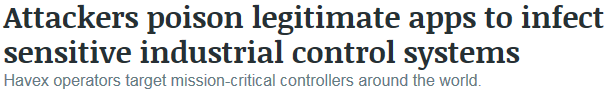 Attackers poison legitimate apps to infect
sensitive industrial control systems
Havex operators target mission-critical controllers around the world.